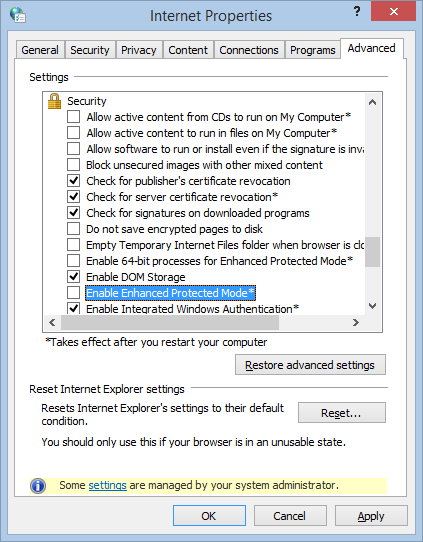 Internet Properties
General Security Privacy Content Connections Programs Advanced
Settings
Security
Allow active content from CDs to run on My Computer*
Allow active content to run in files on My Computer*
Allow software to run or install even if the signature is inva
Block unsecured images with other mixed content
Check for publisher's certificate revocation
Check for server certificate revocation*
Check for signatures on downloaded programs
Do not save encrypted pages to disk
Empty Temporary Internet Files folder when browser is clo
Enable 64-bit processes for Enhanced Protected Mode*
Enable DOM Storage
Enable Enhanced Protected Mode*
Enable Integrated Windows Authentication*
*Takes effect after you restart your computer
Restore advanced settings
Reset Internet Explorer settings
Resets Internet Explorer's settings to their default
condition.
Reset...
You should only use this if your browser is in an unusable state.
Some settings are managed by your system administrator.
OK Cancel Apply